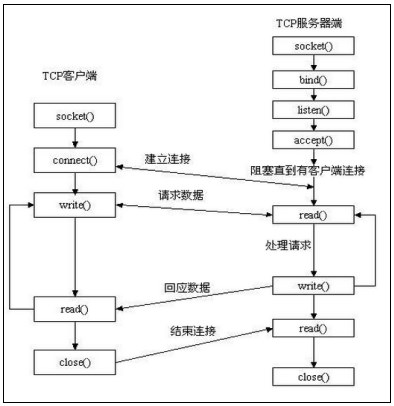 TCP服务器端
socket()
bind()
TCP客户端
listen()
socket()
accept()
connect()
建立连接
阻塞直到有客户端连接
write()
请求数据
read()
处理请求
回应数据
write()
read()
结束连接
read()
close()
close()